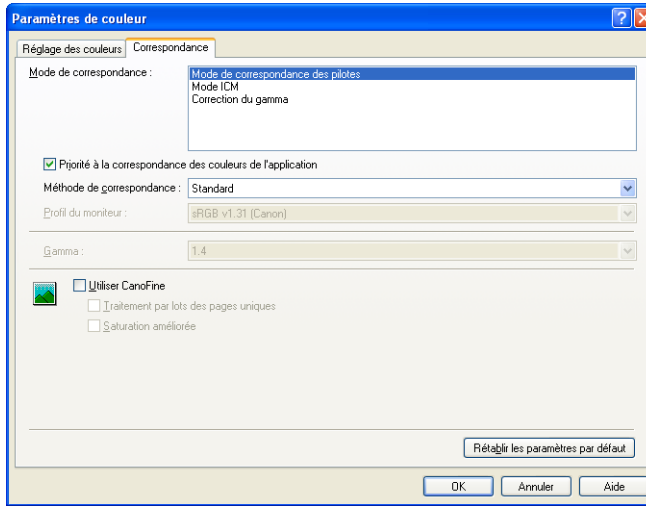 Paramètres de couleur
Réglage des couleurs Correspondance
Mode de correspondance : Mode de correspondance des pilotes
Mode ICM
Correction du gamma
Priorité à la correspondance des couleurs de l'application
Méthode de correspondance : Standard
Profil du moniteur : sRGB v1.31 (Canon)
Gamma : 1.4
Utiliser CanoFine
Traitement par lots des pages uniques
Saturation améliorée
Rétablir les paramètres par défaut
OK Annuler Aide